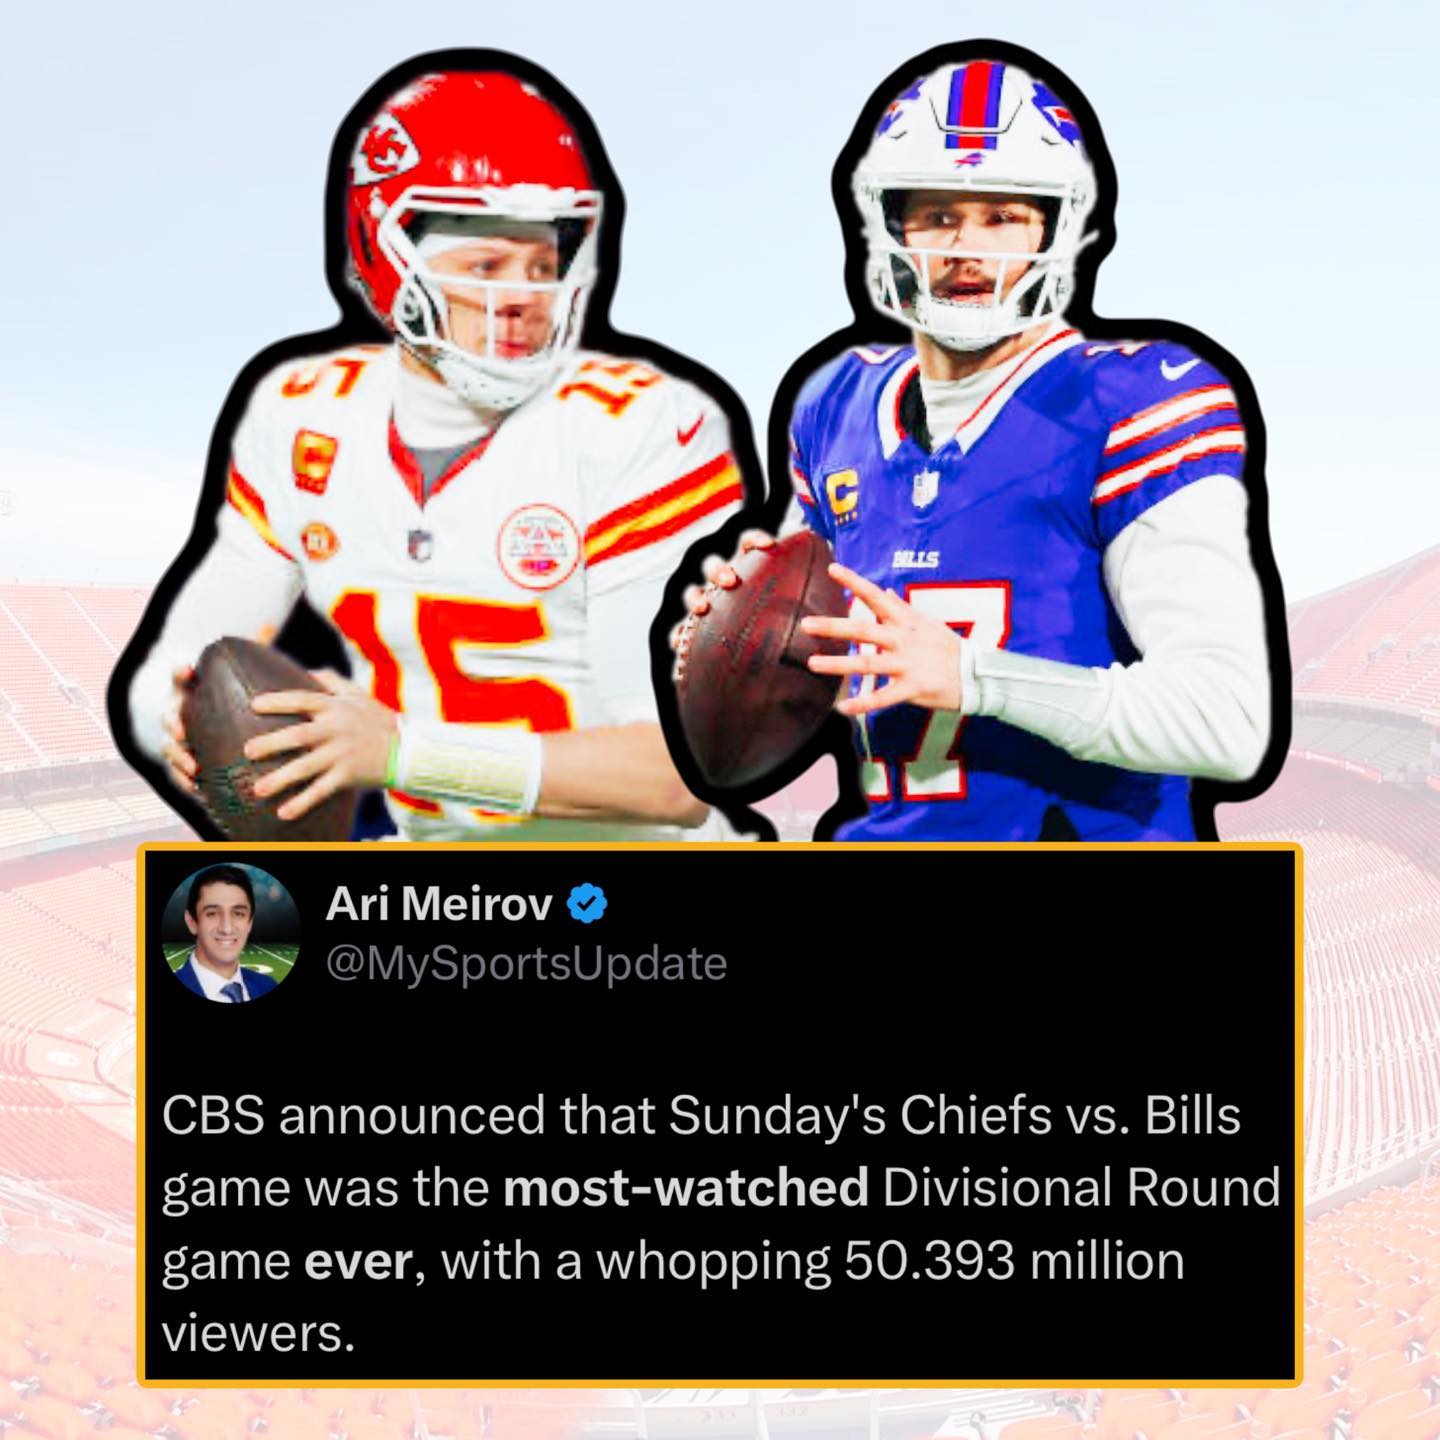 15
15
C
15
C
BILLS
17
Ari Meirov
@MySportsUpdate
CBS announced that Sunday's Chiefs vs. Bills
game was the most-watched Divisional Round
game ever, with a whopping 50.393 million
viewers.